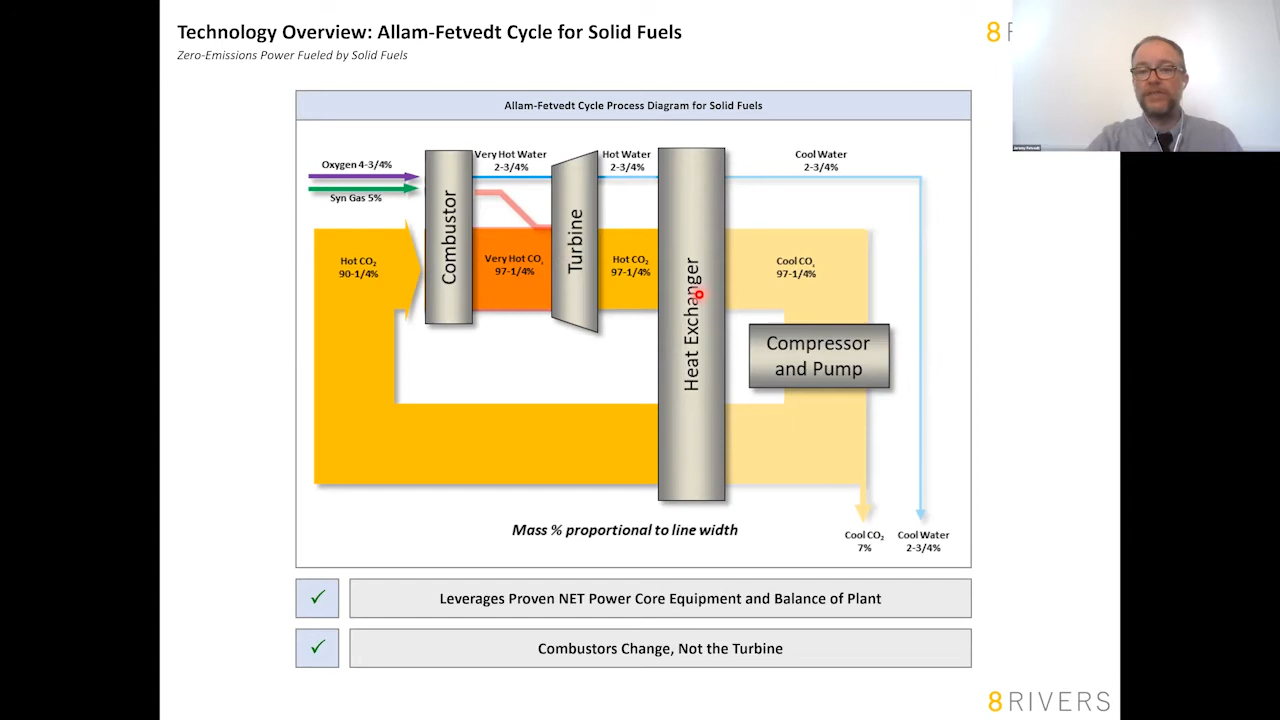 Technology Overview: Allam-Fetvedt Cycle for Solid Fuels
Zero-Emissions Power Fueled by Solid Fuels
8
Jeremy Fetvedt
Allam-Fetvedt Cycle Process Diagram for Solid Fuels
Oxygen 4-3/4%
Syn Gas 5%
Very Hot Water
2-3/4%
Hot Water
2-3/4%
Cool Water
2-3/4%
Hot CO₂
90-1/4%
Combustor
Very Hot CO₂
97-1/4%
Turbine
Hot CO₂
97-1/4%
Heat Exchanger
Cool CO₂
97-1/4%
Compressor
and Pump
Mass % proportional to line width
Cool CO₂
7%
Cool Water
2-3/4%
✓ Leverages Proven NET Power Core Equipment and Balance of Plant
✓ Combustors Change, Not the Turbine
8 RIVERS